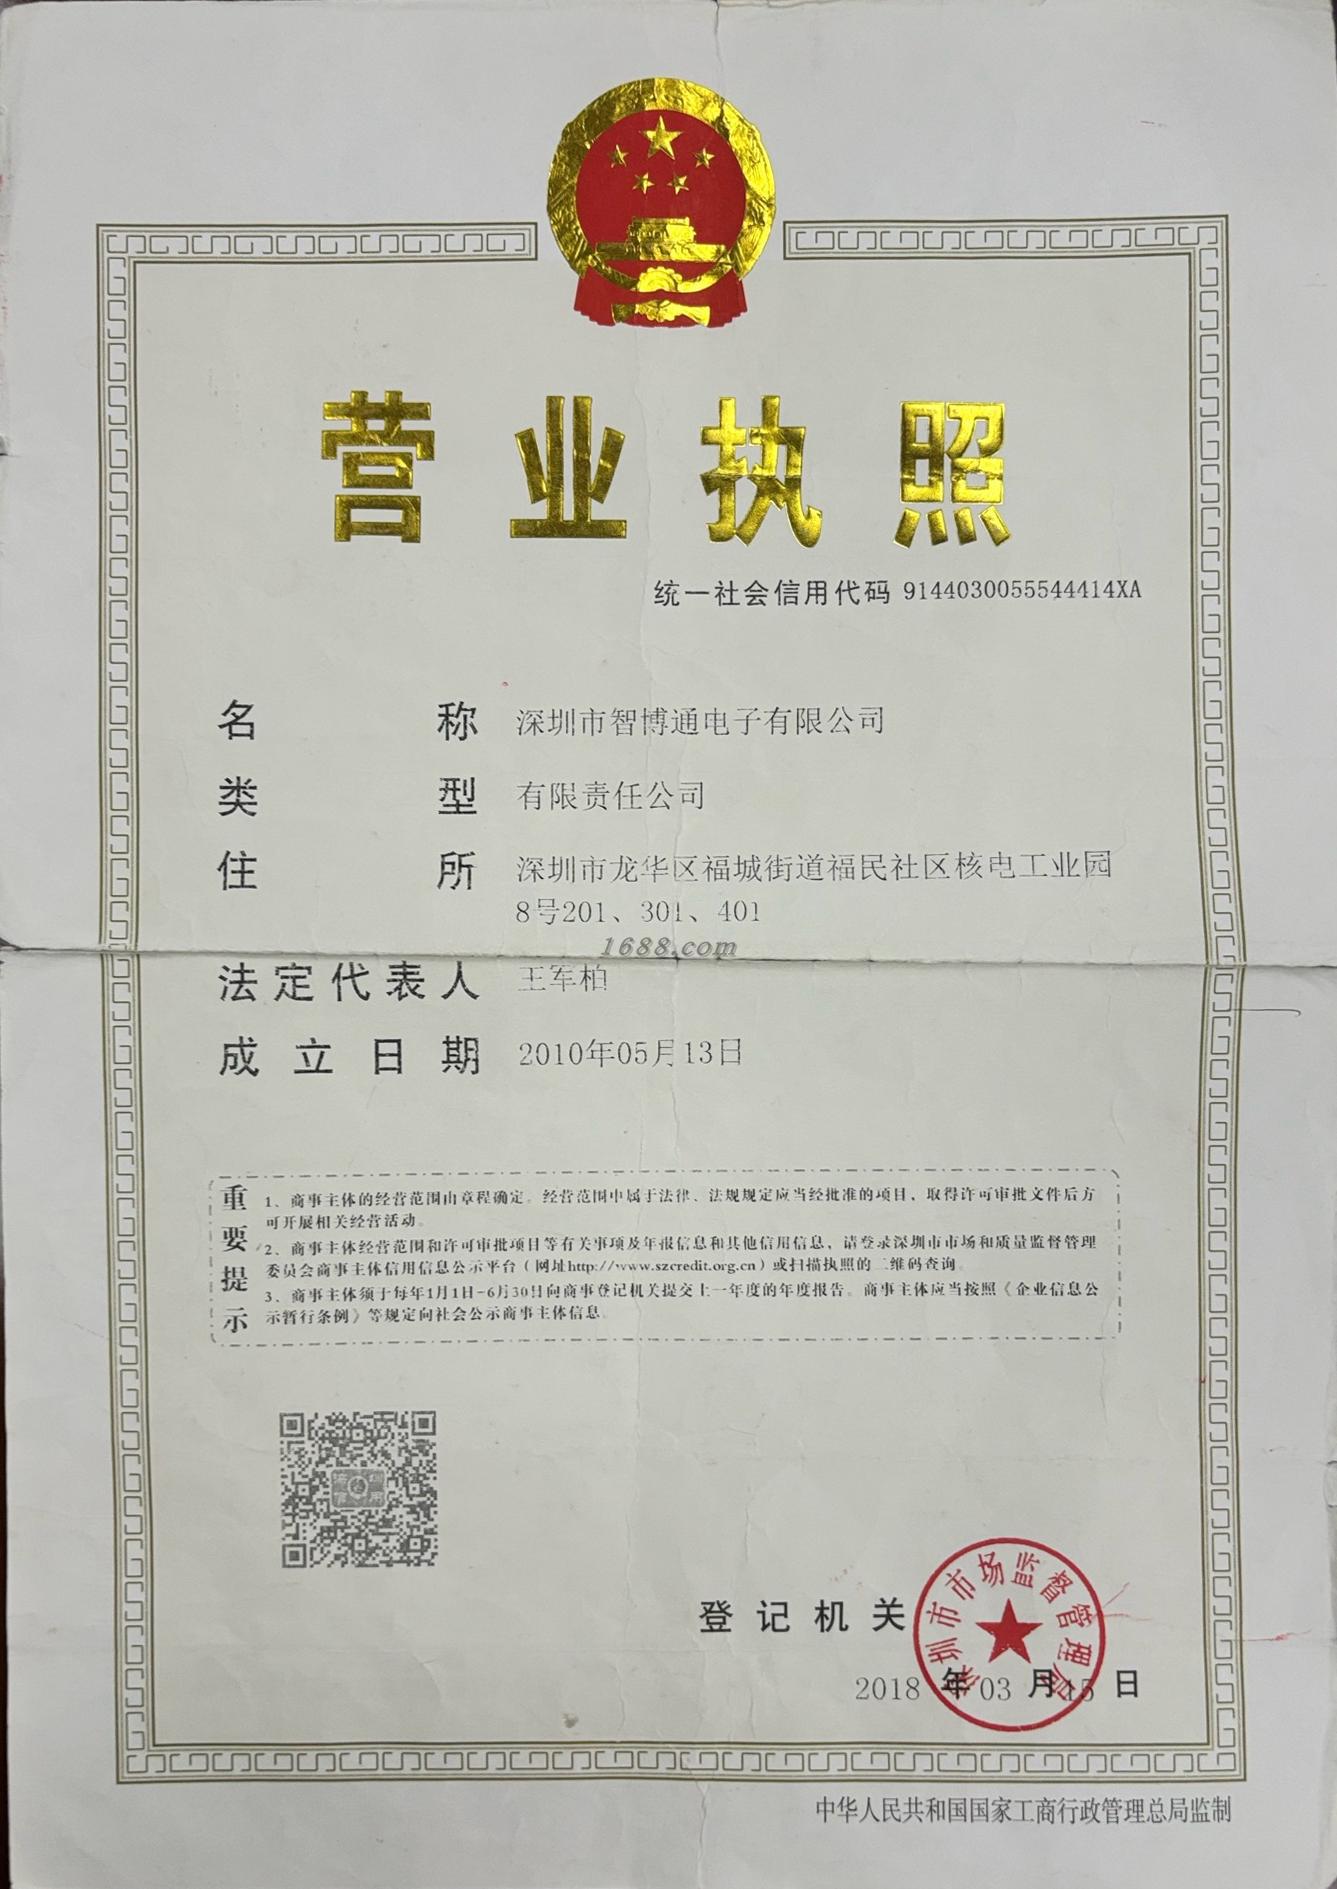 营业执照
统一社会信用代码 9144030055544414XA
名称 深圳市智博通电子有限公司
类型 有限责任公司
住所 深圳市龙华区福城街道福民社区核电工业园
8号201、301、401
1688.com
法定代表人 王军柏
成立日期 2010年05月13日
重要提示
1、商事主体的经营范围由章程确定。经营范围中属于法律、法规规定应当经批准的项目，取得许可审批文件后方
可开展相关经营活动。
2、商事主体经营范围和许可审批项目等有关事项及年报信息和其他信用信息，请登录深圳市市场和质量监督管理
委员会商事主体信用信息公示平台（网址http://www.szcredit.org.cn）或扫描执照的二维码查询。
3、商事主体须于每年1月1日-6月30日向商事登记机关提交上一年度的年度报告。商事主体应当按照《企业信息公
示暂行条例》等规定向社会公示商事主体信息。
登记机关
深圳市市场监督管理局
2018年03月15日
中华人民共和国国家工商行政管理总局监制